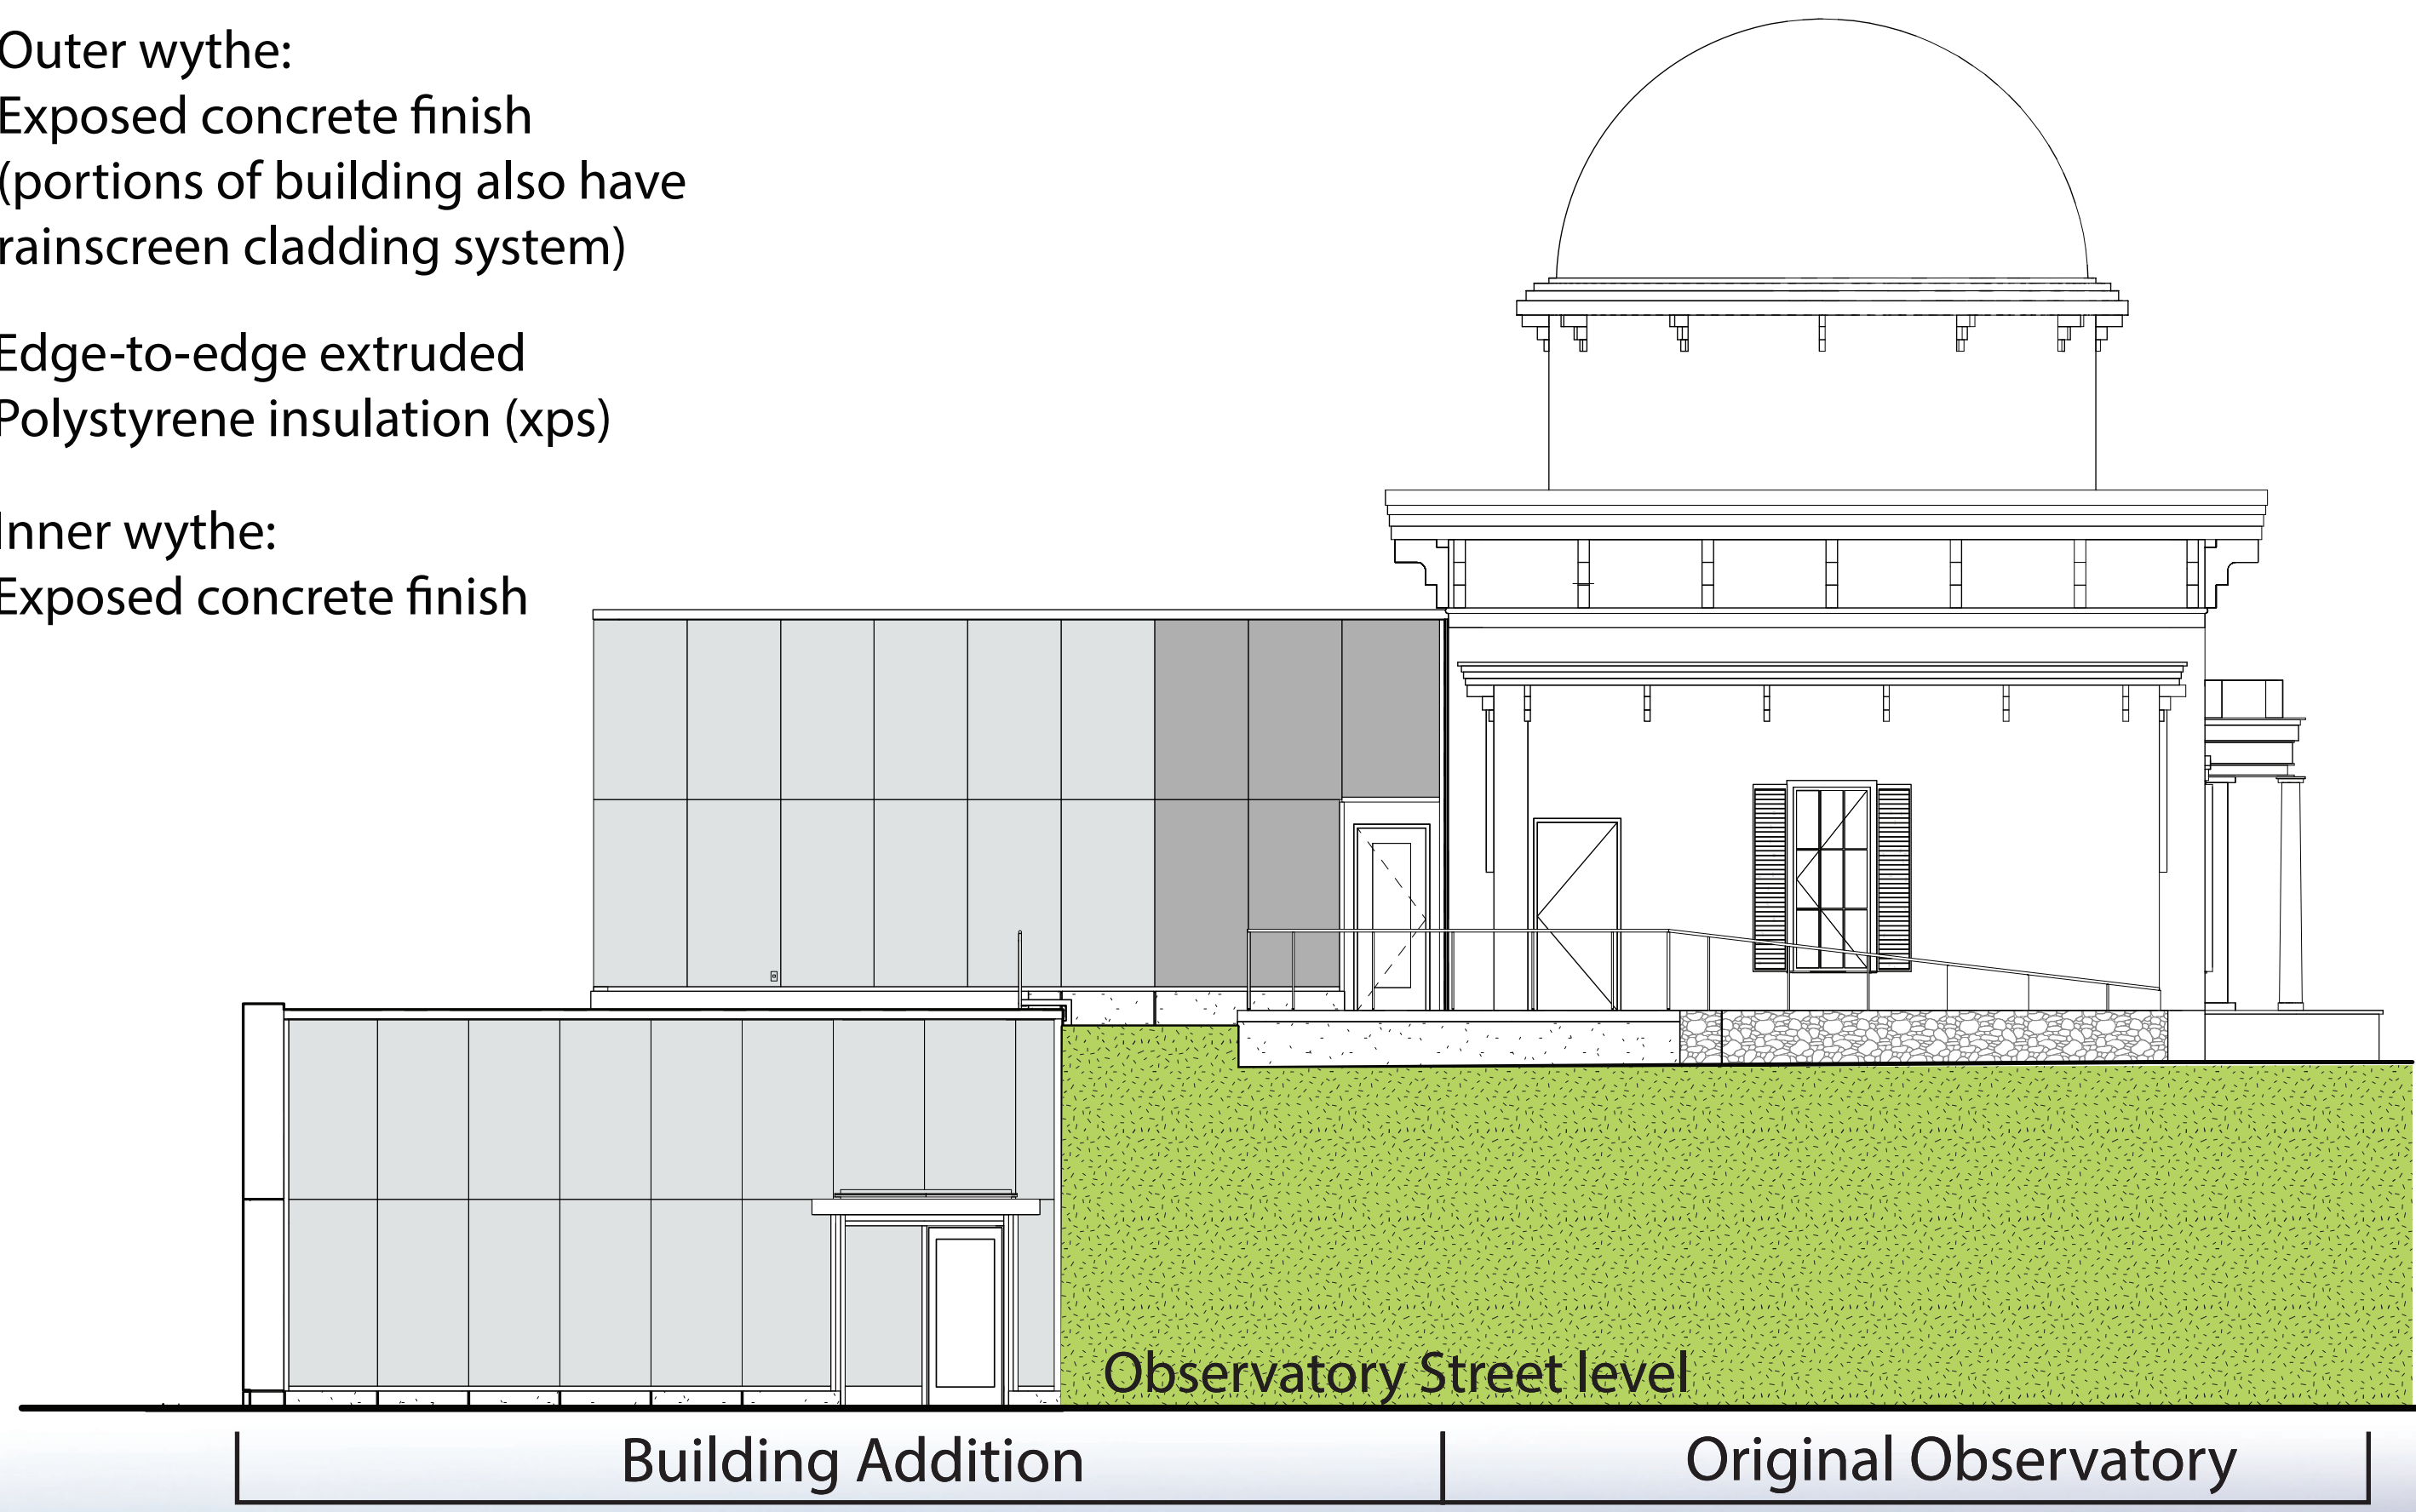 Outer wythe:
Exposed concrete finish
(portions of building also have
rainscreen cladding system)
Edge-to-edge extruded
Polystyrene insulation (xps)
Inner wythe:
Exposed concrete finish
Observatory Street level
Building Addition
Original Observatory